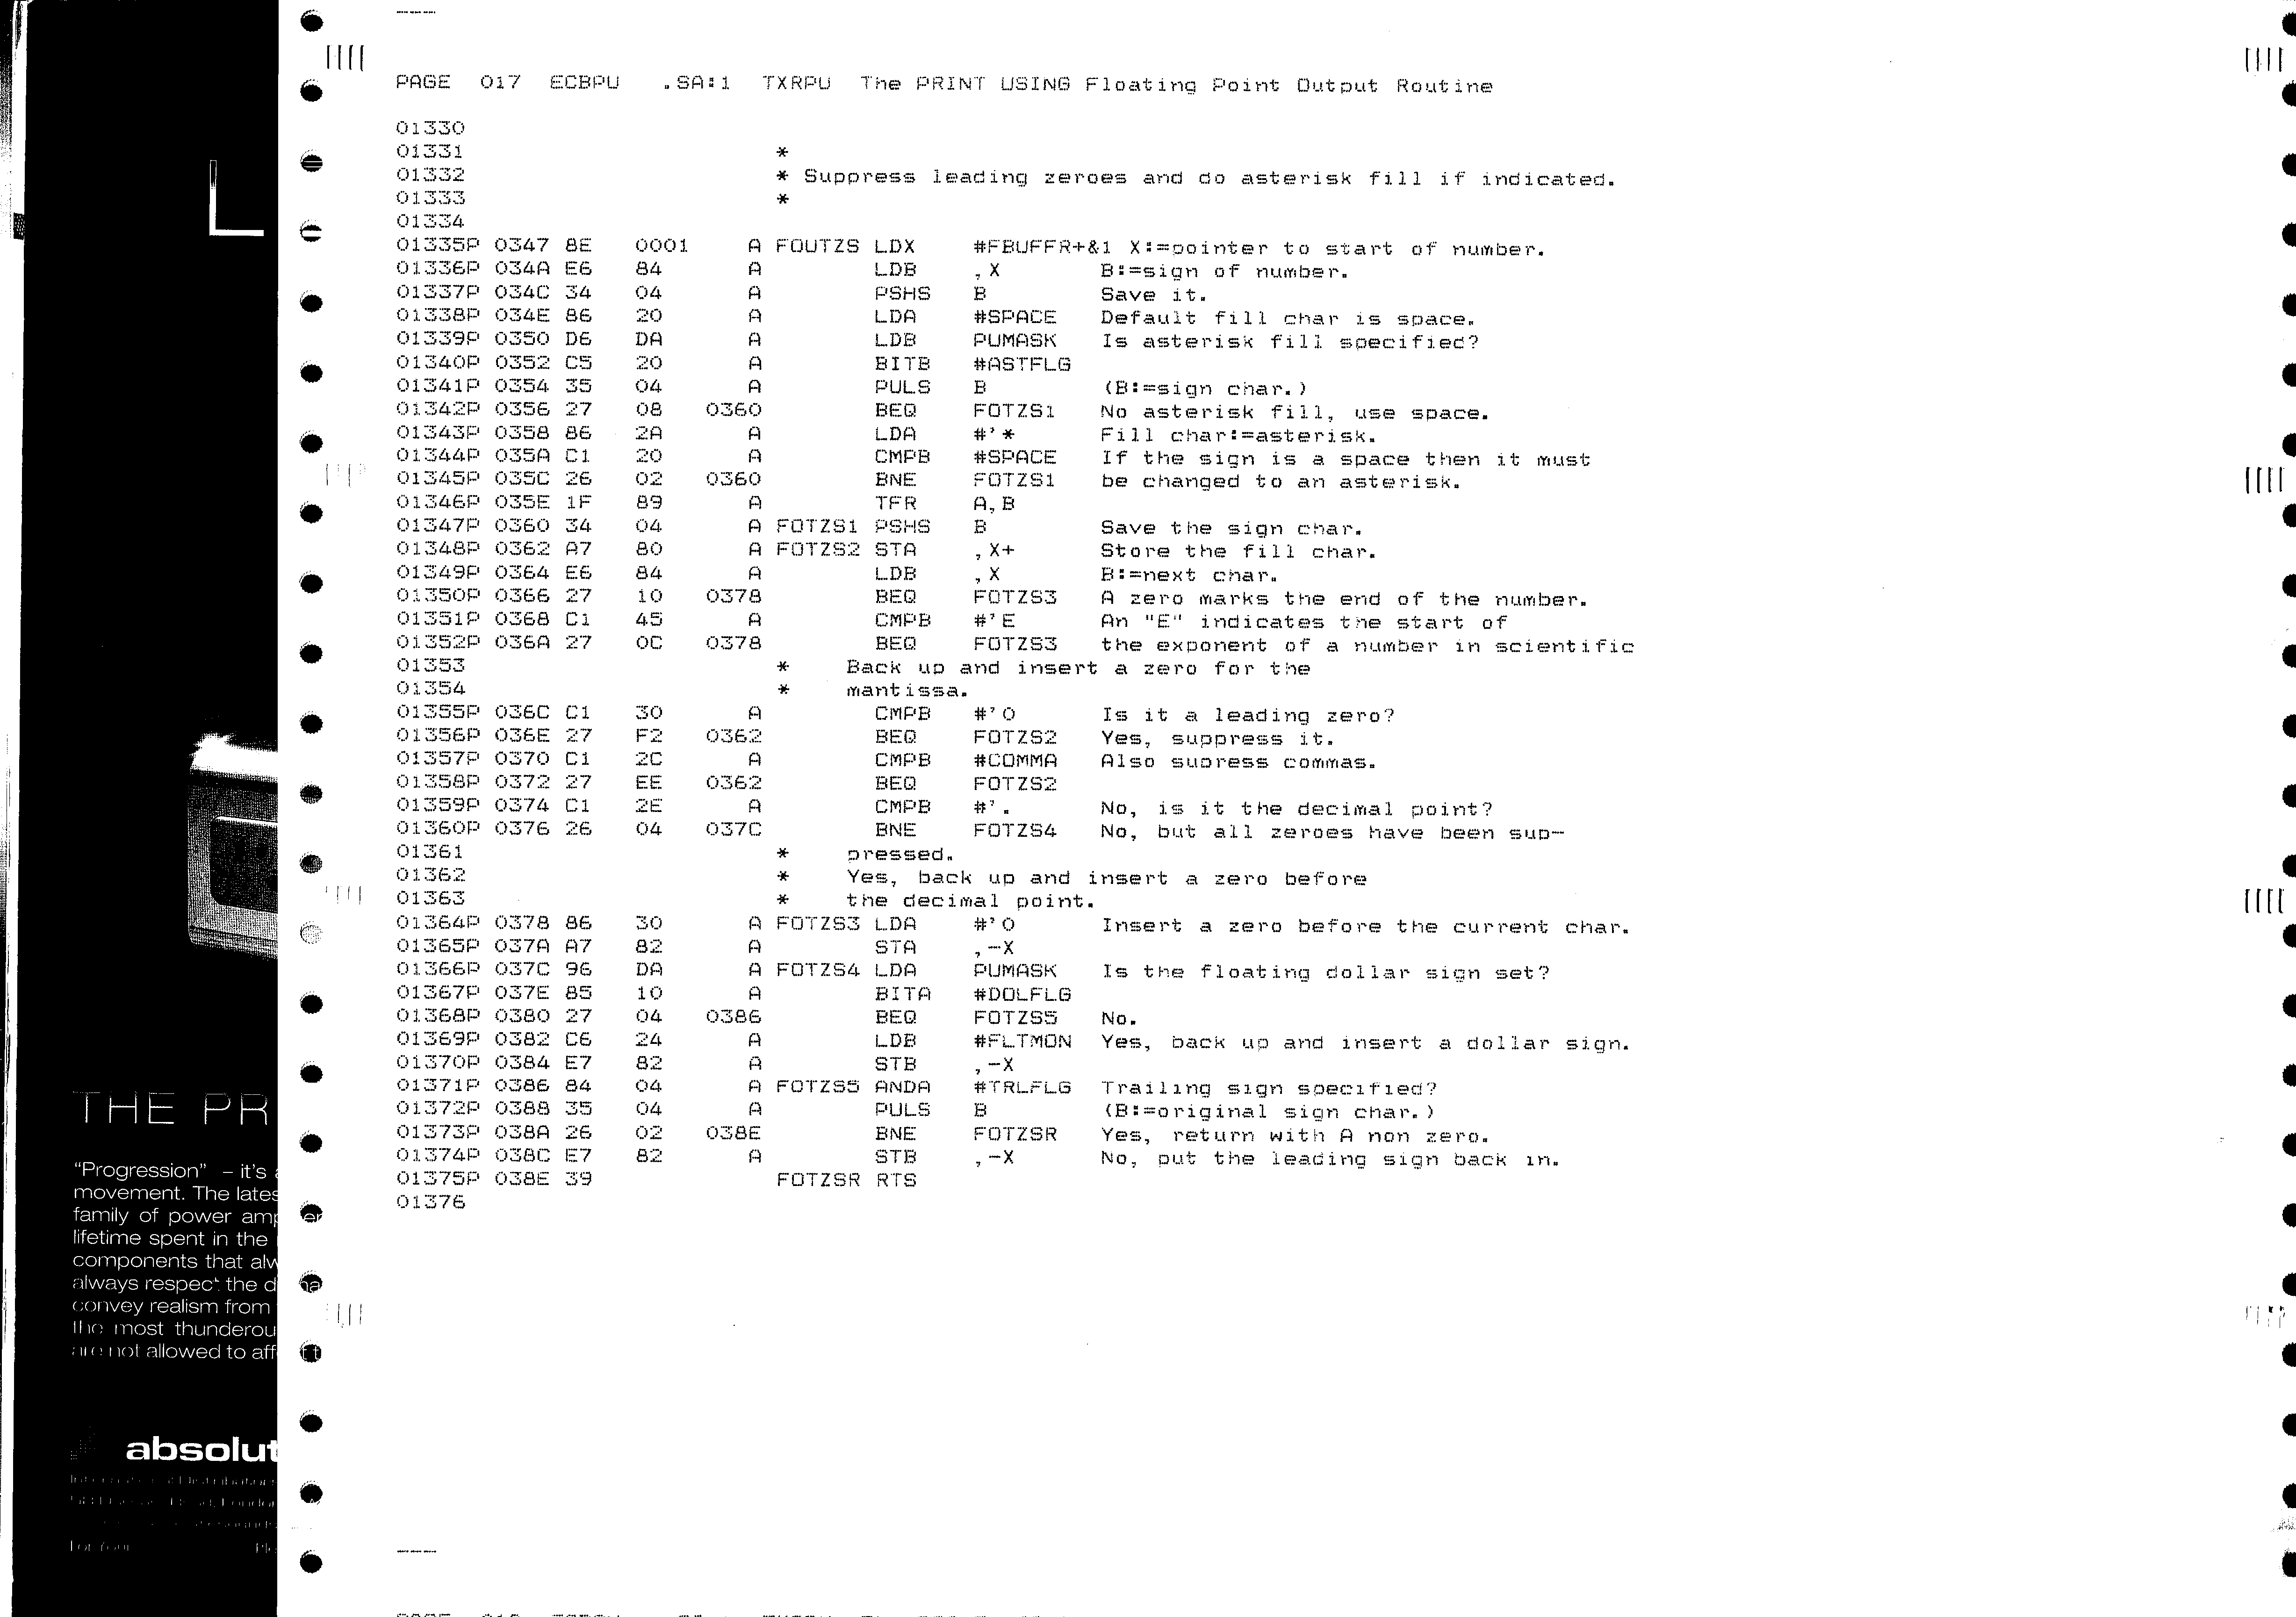 PAGE 017 ECBPU .SA:1 TXRPU The PRINT USING Floating Point Output Routine
01330
01331 *
01332 * Suppress leading zeroes and do asterisk fill if indicated.
01333 *
01334
01335P 0347 8E 0001 A FOUTZS LDX #FBUFFR+&1 X:=pointer to start of number.
01336P 034A E6 84 A LDB ,X B:=sign of number.
01337P 034C 34 04 A PSHS B Save it.
01338P 034E 86 20 A LDA #SPACE Default fill char is space.
01339P 0350 D6 DA A LDB PUMASK Is asterisk fill specified?
01340P 0352 C5 20 A BITB #ASTFLG
01341P 0354 35 04 A PULS B (B:=sign char.)
01342P 0356 27 08 0360 BEQ FOTZS1 No asterisk fill, use space.
01343P 0358 86 2A A LDA #'* Fill char:=asterisk.
01344P 035A C1 20 A CMPB #SPACE If the sign is a space then it must
01345P 035C 26 02 0360 BNE FOTZS1 be changed to an asterisk.
01346P 035E 1F 89 A TFR A,B
01347P 0360 34 04 A FOTZS1 PSHS B Save the sign char.
01348P 0362 A7 80 A FOTZS2 STA ,X+ Store the fill char.
01349P 0364 E6 84 A LDB ,X B:=next char.
01350P 0366 27 10 0378 BEQ FOTZS3 A zero marks the end of the number.
01351P 0368 C1 45 A CMPB #'E An "E" indicates the start of
01352P 036A 27 0C 0378 BEQ FOTZS3 the exponent of a number in scientific
01353 * Back up and insert a zero for the
01354 * mantissa.
01355P 036C C1 30 A CMPB #'0 Is it a leading zero?
01356P 036E 27 F2 0362 BEQ FOTZS2 Yes, suppress it.
01357P 0370 C1 2C A CMPB #COMMA Also supress commas.
01358P 0372 27 EE 0362 BEQ FOTZS2
01359P 0374 C1 2E A CMPB #'. No, is it the decimal point?
01360P 0376 26 04 037C BNE FOTZS4 No, but all zeroes have been sup-
01361 * pressed.
01362 * Yes, back up and insert a zero before
01363 * the decimal point.
01364P 0378 86 30 A FOTZS3 LDA #'0 Insert a zero before the current char.
01365P 037A A7 82 A STA ,-X
01366P 037C 96 DA A FOTZS4 LDA PUMASK Is the floating dollar sign set?
01367P 037E 85 10 A BITA #DOLFLG
01368P 0380 27 04 0386 BEQ FOTZS5 No.
01369P 0382 C6 24 A LDB #FLTMON Yes, back up and insert a dollar sign.
01370P 0384 E7 82 A STB ,-X
01371P 0386 84 04 A FOTZS5 ANDA #TRLFLG Trailing sign specified?
01372P 0388 35 04 A PULS B (B:=original sign char.)
01373P 038A 26 02 038E BNE FOTZSR Yes, return with A non zero.
01374P 038C E7 82 A STB ,-X No, put the leading sign back in.
01375P 038E 39 FOTZSR RTS
01376
L
THE PR
"Progression" – it's
movement. The lates
family of power amp
lifetime spent in the
components that alw
always respect the d
convey realism from
the most thunderou
are not allowed to aff
absolut